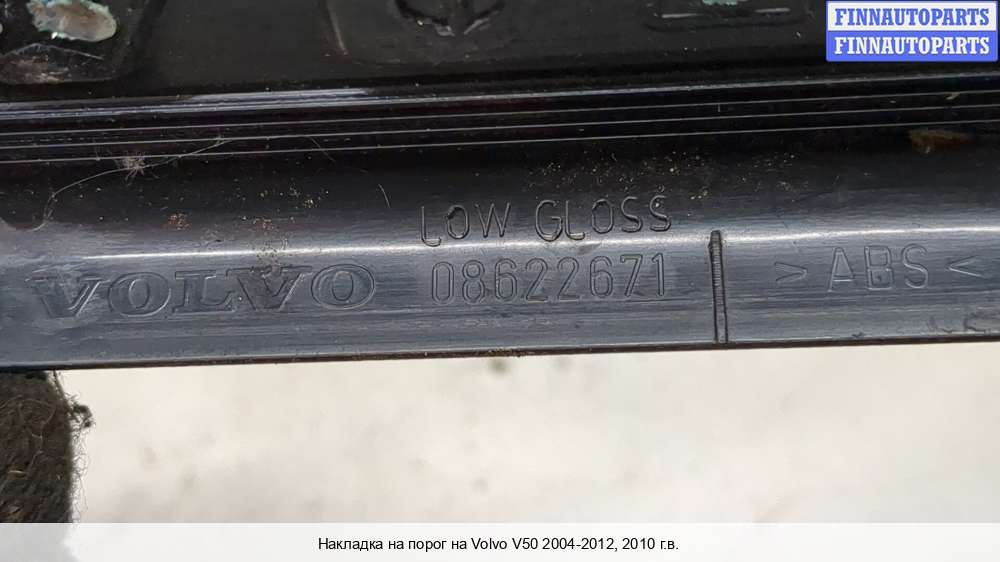 FINNAUTOPARTS
FINNAUTOPARTS
LOW GLOSS
VOLVO 08622671 > ABS <
Накладка на порог на Volvo V50 2004-2012, 2010 г.в.